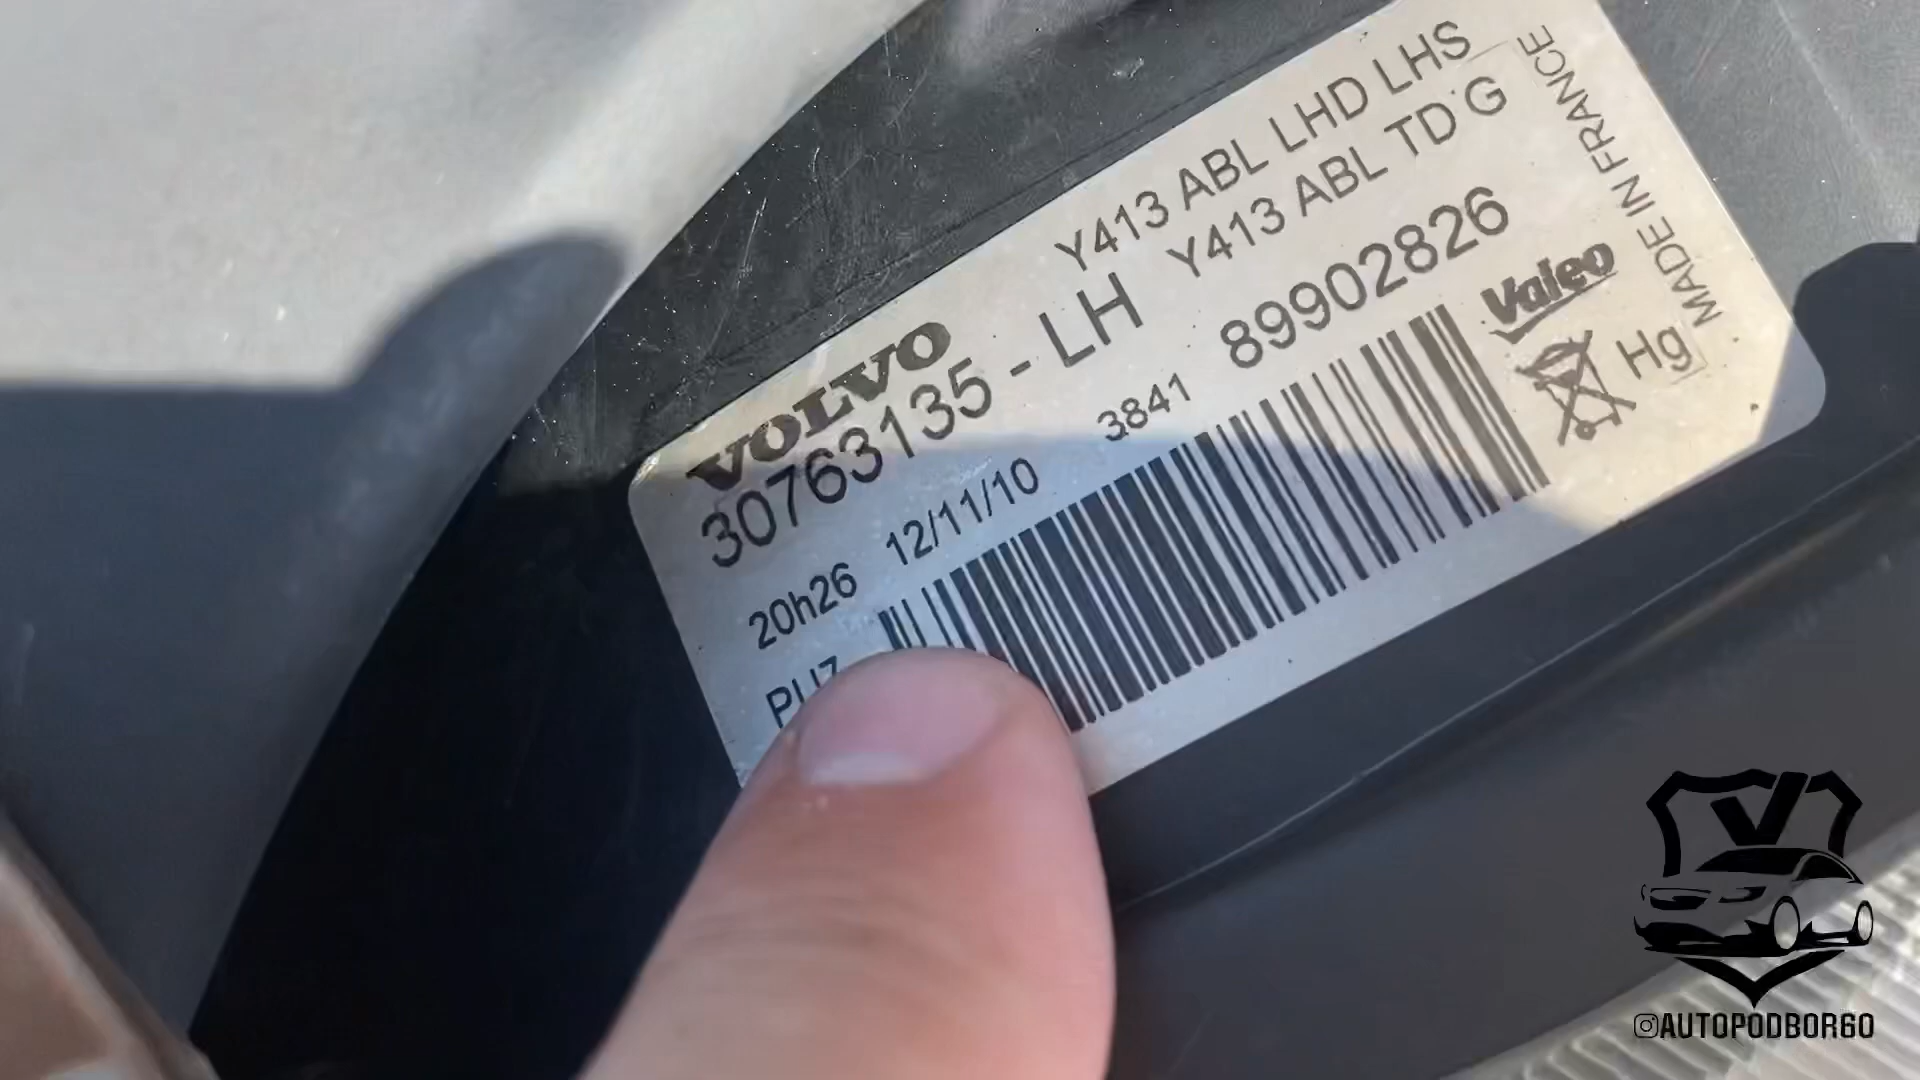 Y413 ABL LHD LHS
Y413 ABL TD G
MADE IN FRANCE
VOLVO
30763135 - LH
3841
89902826
Valeo
Hg
20h26
12/11/10
@AUTOPODBOR60